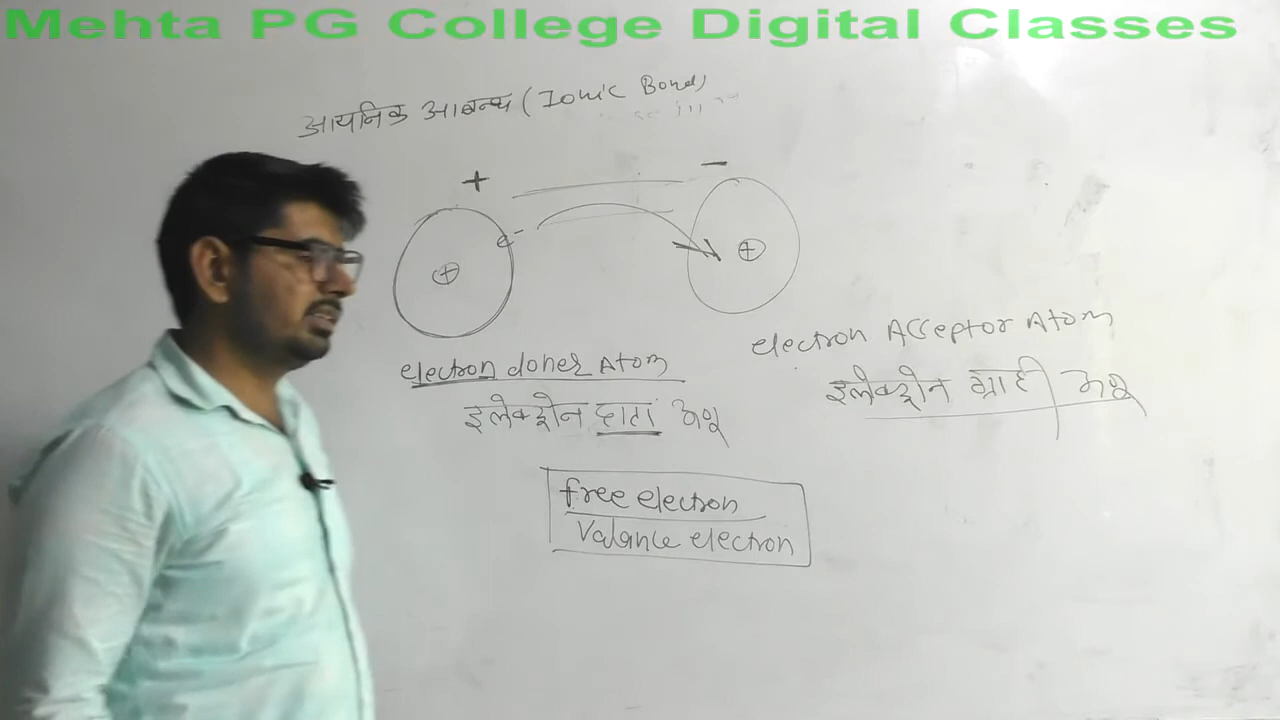 Mehta PG College Digital Classes
आयनिक आबन्ध (Ionic Bond)
+
-
e-
+
+
electron doner Atom
इलेक्ट्रोन दाता अणु
electron Acceptor Atom
इलेक्ट्रोन ग्राही अणु
free electron
Valance electron